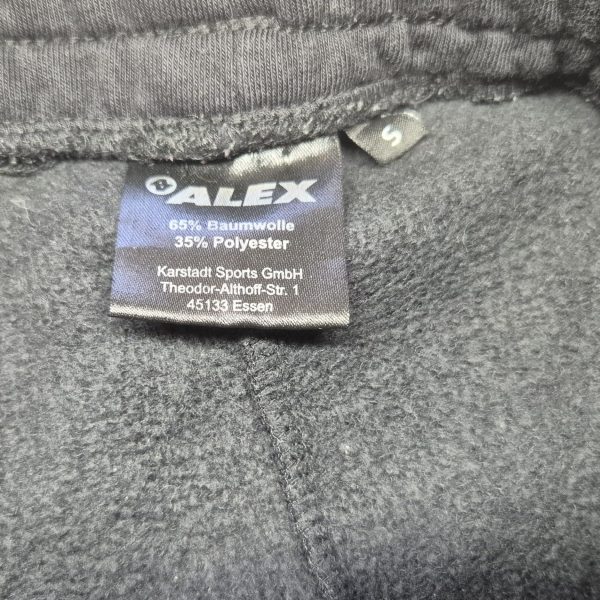 ALEX
S
65% Baumwolle
35% Polyester
Karstadt Sports GmbH
Theodor-Althoff-Str. 1
45133 Essen